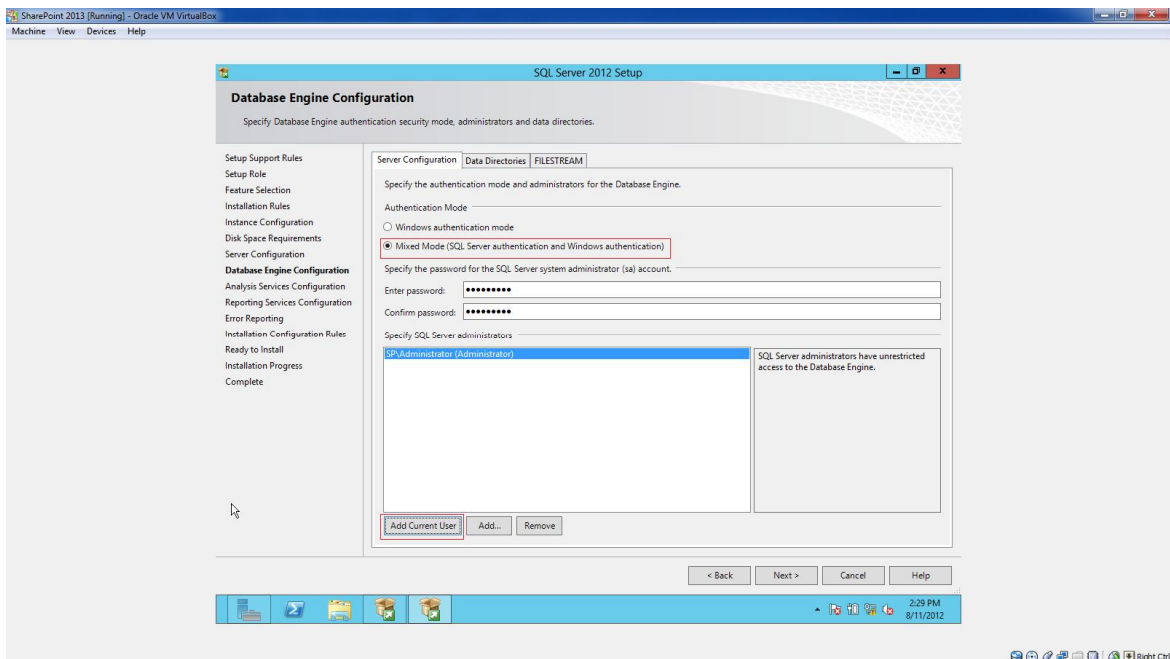 SharePoint 2013 [Running] - Oracle VM VirtualBox
Machine View Devices Help
SQL Server 2012 Setup
Database Engine Configuration
Specify Database Engine authentication security mode, administrators and data directories.
Setup Support Rules
Setup Role
Feature Selection
Installation Rules
Instance Configuration
Disk Space Requirements
Server Configuration
Database Engine Configuration
Analysis Services Configuration
Reporting Services Configuration
Error Reporting
Installation Configuration Rules
Ready to Install
Installation Progress
Complete
Server Configuration Data Directories FILESTREAM
Specify the authentication mode and administrators for the Database Engine.
Authentication Mode
Windows authentication mode
Mixed Mode (SQL Server authentication and Windows authentication)
Specify the password for the SQL Server system administrator (sa) account.
Enter password: ●●●●●●●●●
Confirm password: ●●●●●●●●●
Specify SQL Server administrators
SP\Administrator (Administrator)
SQL Server administrators have unrestricted
access to the Database Engine.
Add Current User Add... Remove
< Back Next > Cancel Help
2:29 PM
8/11/2012
Right Ctrl